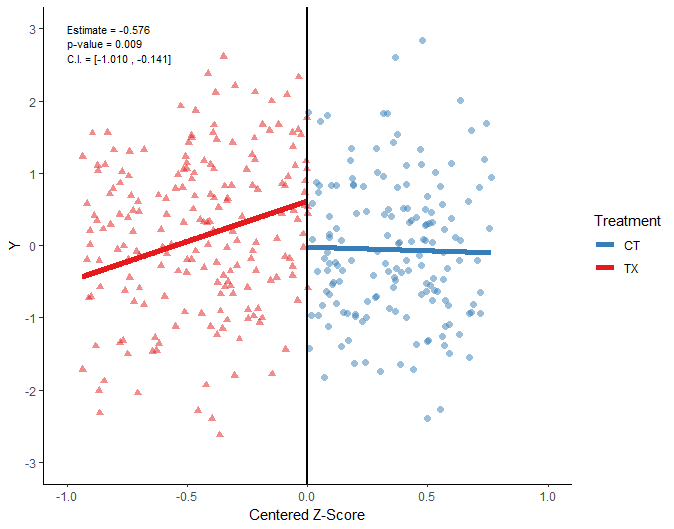 Estimate = -0.576
p-value = 0.009
C.I. = [-1.010 , -0.141]
3
2
1
0
-1
-2
-3
Y
-1.0 -0.5 0.0 0.5 1.0
Centered Z-Score
Treatment
CT
TX